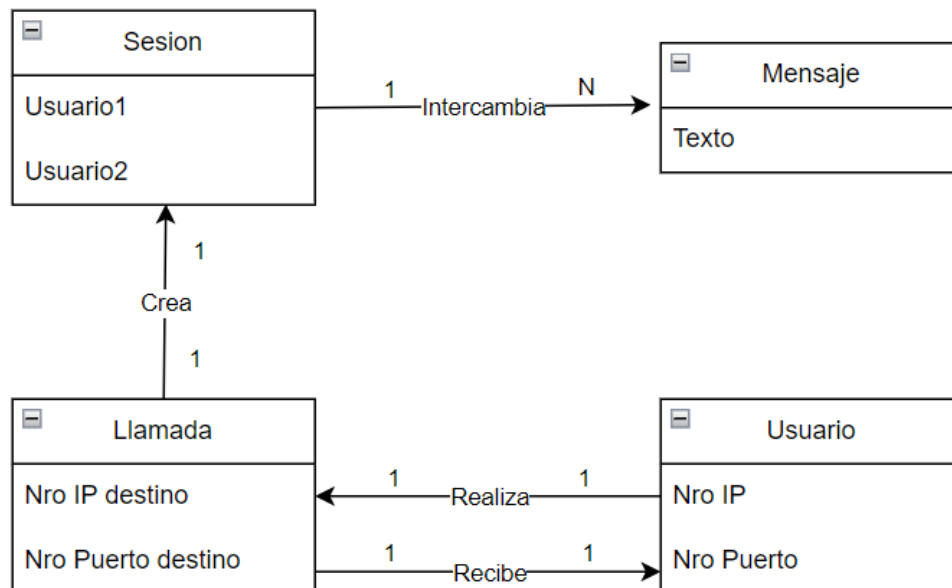 Sesion
Usuario1
Usuario2
1 Intercambia N
Mensaje
Texto
1
Crea
1
Llamada
Nro IP destino
Nro Puerto destino
1 Realiza 1
1 Recibe 1
Usuario
Nro IP
Nro Puerto